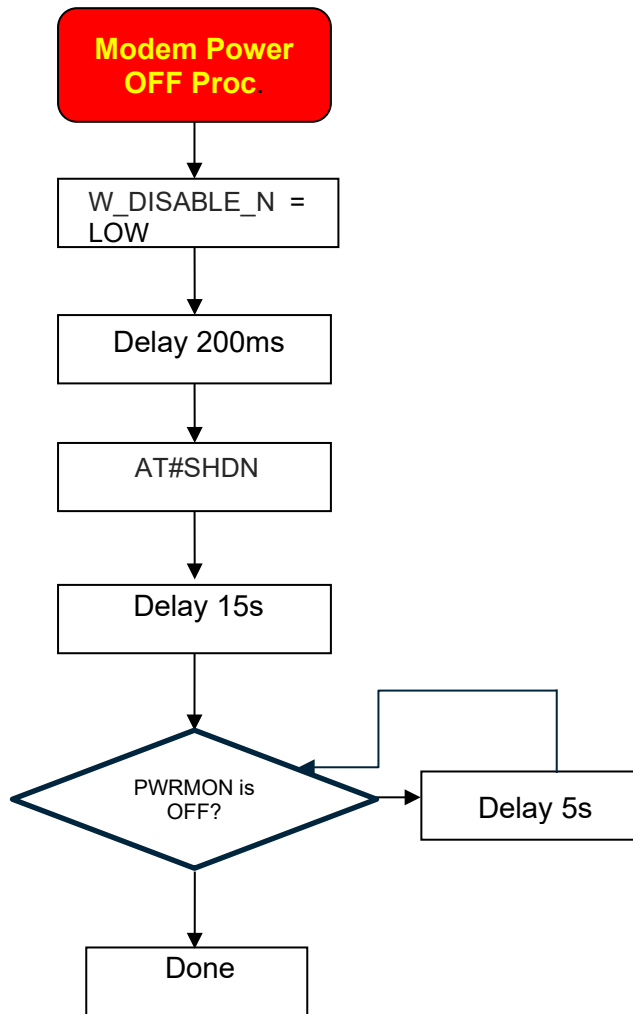 Modem Power
OFF Proc.
W_DISABLE_N =
LOW
Delay 200ms
AT#SHDN
Delay 15s
PWRMON is
OFF?
Delay 5s
Done